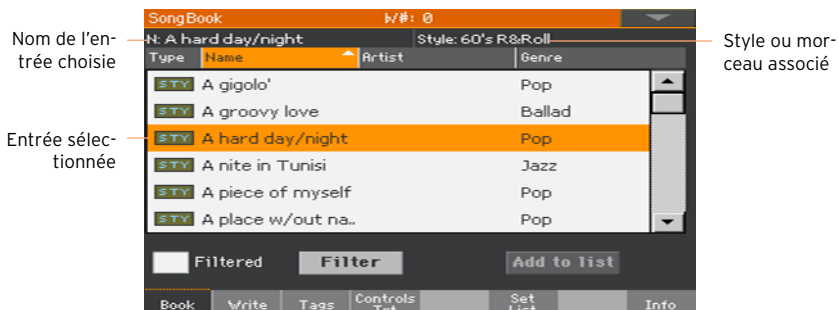 SongBook ♭/#: 0
Nom de l'en-
trée choisie
N: A hard day/night Style: 60's R&Roll
Style ou mor-
ceau associé
Type Name Artist Genre
STY A gigolo' Pop
STY A groovy love Ballad
Entrée sélec-
tionnée
STY A hard day/night Pop
STY A nite in Tunisi Jazz
STY A piece of myself Pop
STY A place w/out na.. Pop
Filtered Filter Add to list
Book Write Tags Controls Set Info
Txt List